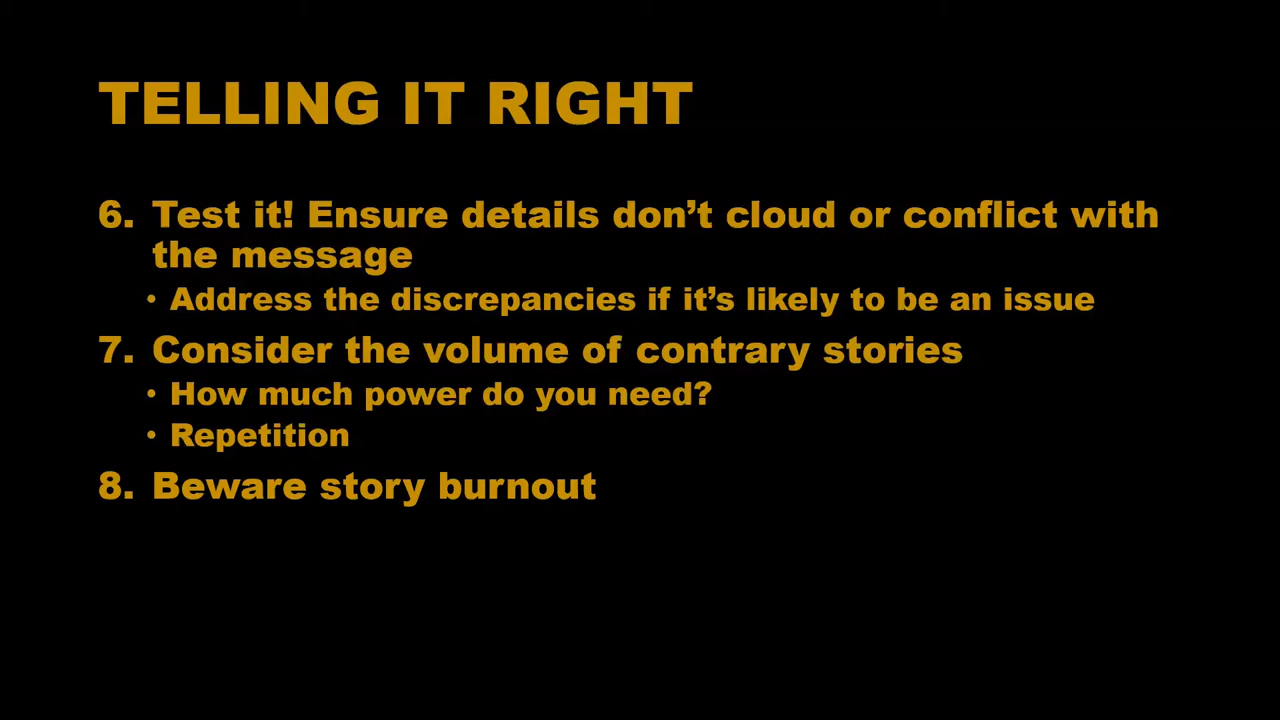 TELLING IT RIGHT
6. Test it! Ensure details don’t cloud or conflict with
the message
• Address the discrepancies if it’s likely to be an issue
7. Consider the volume of contrary stories
• How much power do you need?
• Repetition
8. Beware story burnout